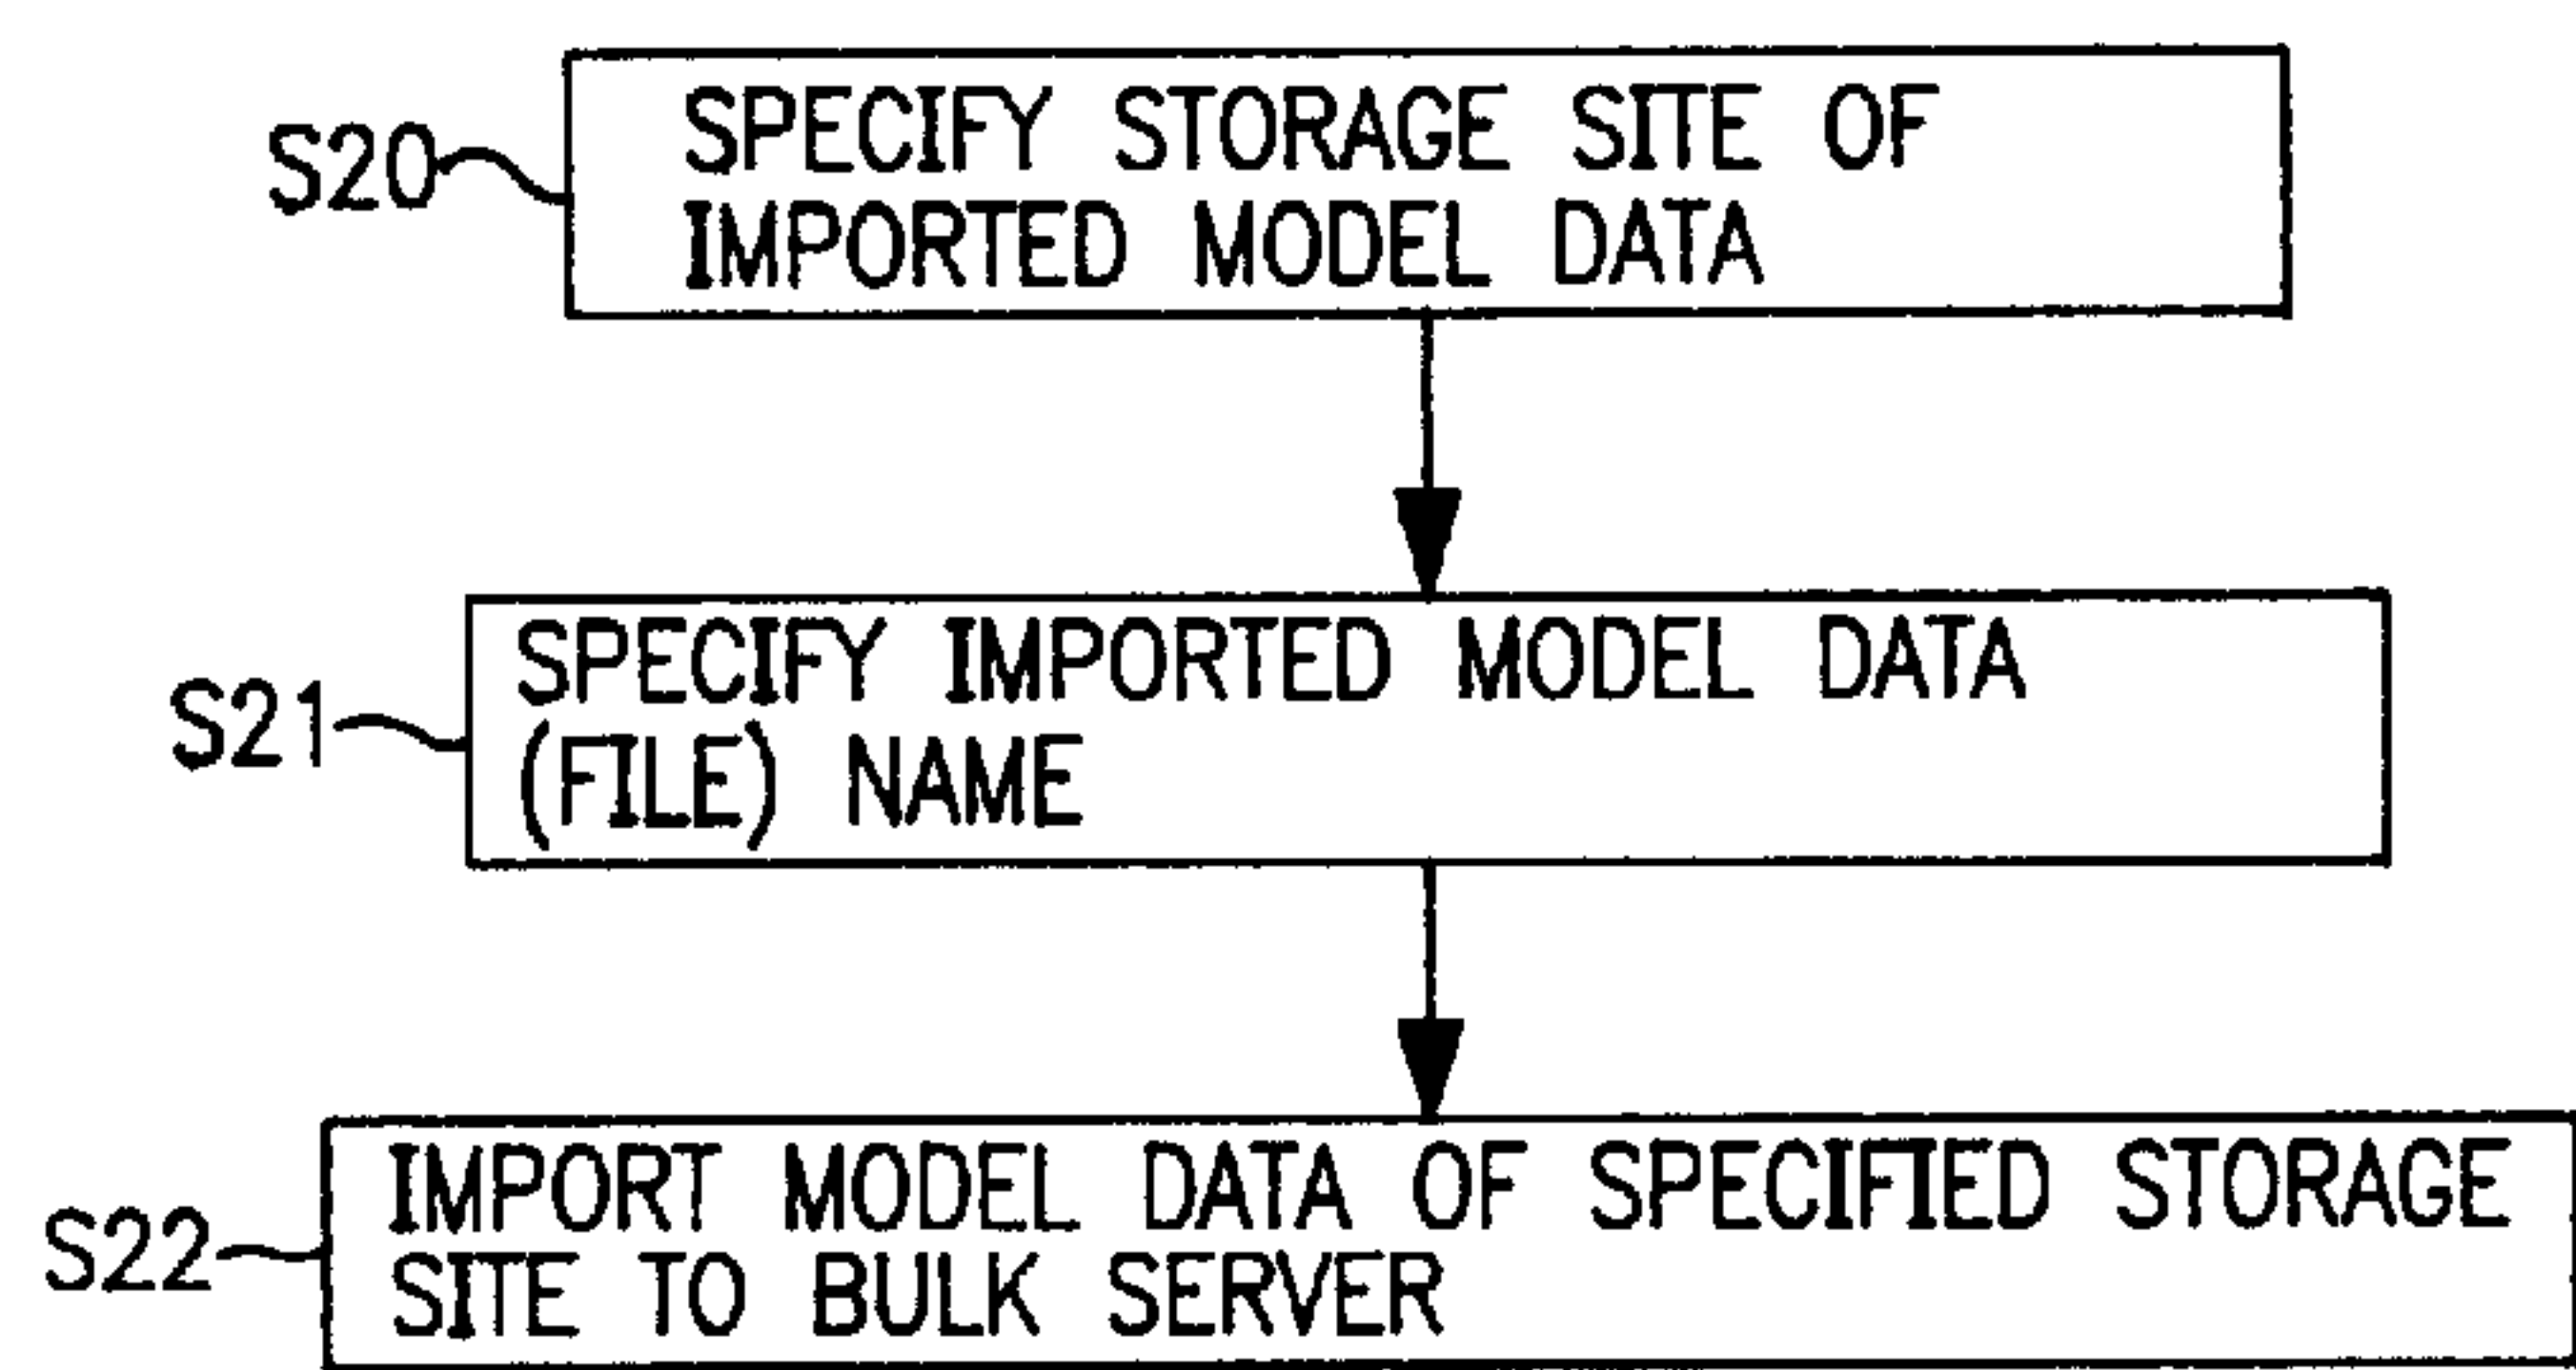 S20
SPECIFY STORAGE SITE OF
IMPORTED MODEL DATA
S21
SPECIFY IMPORTED MODEL DATA
(FILE) NAME
S22
IMPORT MODEL DATA OF SPECIFIED STORAGE
SITE TO BULK SERVER